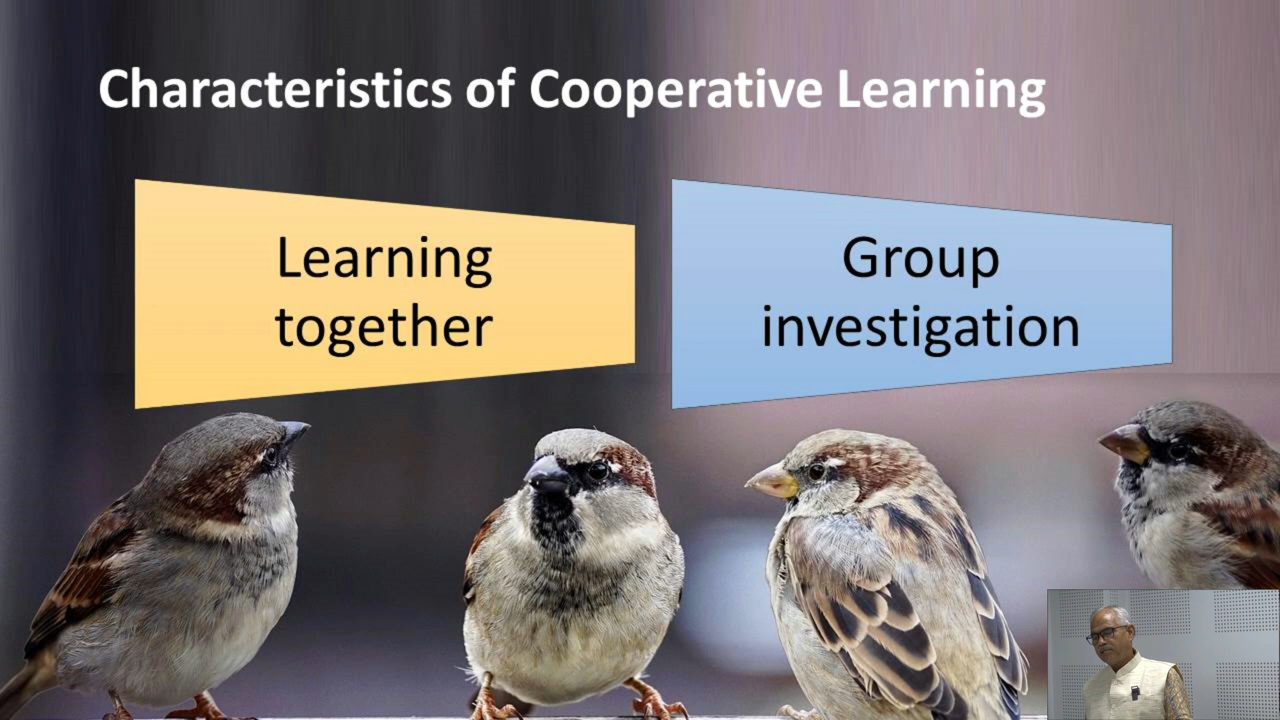 Characteristics of Cooperative Learning
Learning
together
Group
investigation